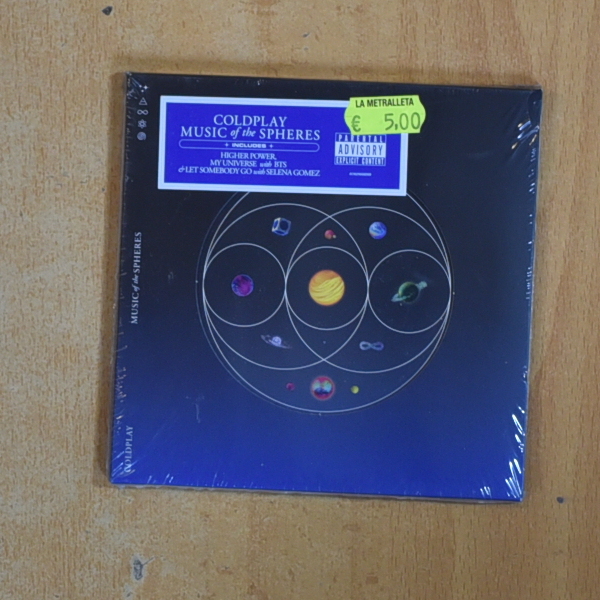 LA METRALLETA
€ 5,00
COLDPLAY
MUSIC of the SPHERES
+ INCLUDES +
HIGHER POWER,
MY UNIVERSE with BTS
& LET SOMEBODY GO with SELENA GOMEZ
PARENTAL
ADVISORY
EXPLICIT CONTENT
MUSIC of the SPHERES
COLDPLAY